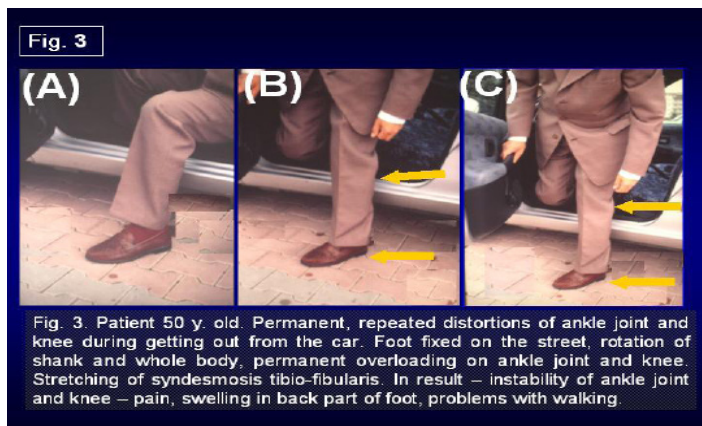 Fig. 3
(A)
(B)
(C)
Fig. 3. Patient 50 y. old. Permanent, repeated distortions of ankle joint and
knee during getting out from the car. Foot fixed on the street, rotation of
shank and whole body, permanent overloading on ankle joint and knee.
Stretching of syndesmosis tibio-fibularis. In result – instability of ankle joint
and knee – pain, swelling in back part of foot, problems with walking.